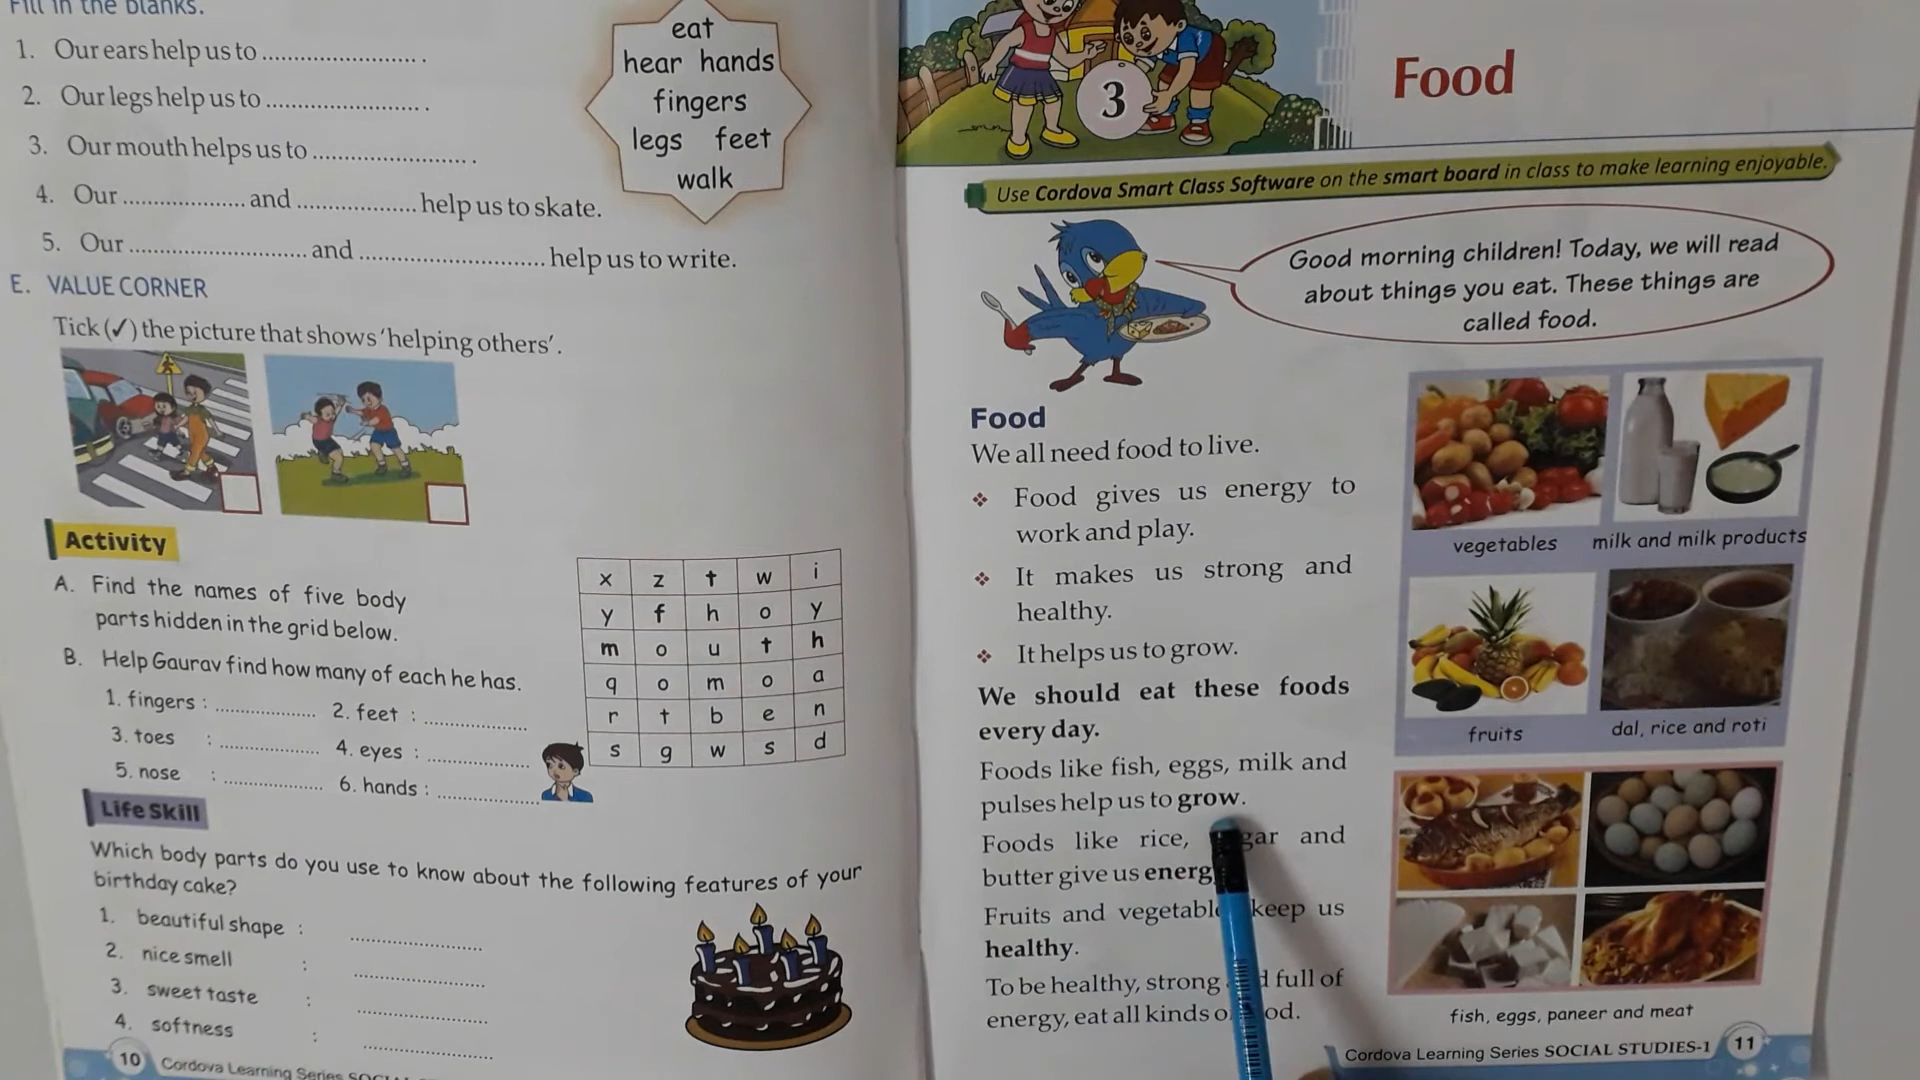 Fill in the blanks.
1. Our ears help us to ........................ .
2. Our legs help us to ........................ .
3. Our mouth helps us to ........................ .
4. Our .................... and .................... help us to skate.
5. Our ............................. and .............................. help us to write.
eat
hear hands
fingers
legs feet
walk
E. VALUE CORNER
Tick (✓) the picture that shows 'helping others'.
Activity
A. Find the names of five body
parts hidden in the grid below.
B. Help Gaurav find how many of each he has.
1. fingers : .................. 2. feet : ..................
3. toes : .................. 4. eyes : ..................
5. nose : .................. 6. hands : ..................
x z t w i
y f h o y
m o u t h
q o m o a
r t b e n
s g w s d
Life Skill
Which body parts do you use to know about the following features of your
birthday cake?
1. beautiful shape : ........................
2. nice smell : ........................
3. sweet taste : ........................
4. softness : ........................
10 Cordova Learning Series
3
Food
Use Cordova Smart Class Software on the smart board in class to make learning enjoyable.
Good morning children! Today, we will read
about things you eat. These things are
called food.
Food
We all need food to live.
❖ Food gives us energy to
work and play.
❖ It makes us strong and
healthy.
❖ It helps us to grow.
We should eat these foods
every day.
Foods like fish, eggs, milk and
pulses help us to grow.
Foods like rice, and
butter give us
Fruits and keep us
healthy.
To be healthy, strong full of
energy, eat all kinds
vegetables milk and milk products
fruits dal, rice and roti
fish, eggs, paneer and meat
Cordova Learning Series SOCIAL STUDIES-1 11